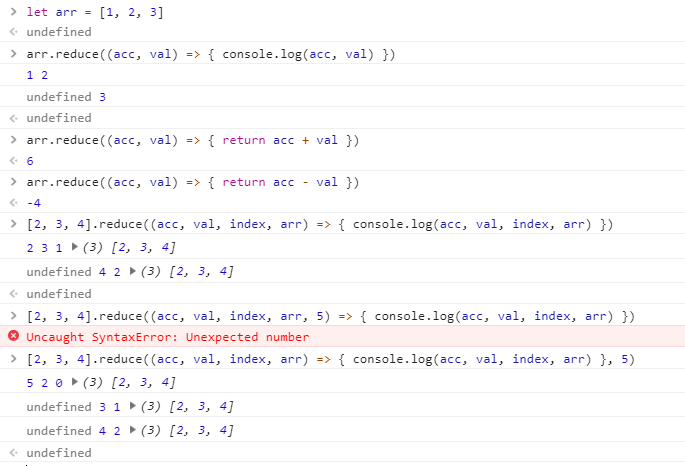 let arr = [1, 2, 3]
undefined
arr.reduce((acc, val) => { console.log(acc, val) })
1 2
undefined 3
undefined
arr.reduce((acc, val) => { return acc + val })
6
arr.reduce((acc, val) => { return acc - val })
-4
[2, 3, 4].reduce((acc, val, index, arr) => { console.log(acc, val, index, arr) })
2 3 1 ▶(3) [2, 3, 4]
undefined 4 2 ▶(3) [2, 3, 4]
undefined
[2, 3, 4].reduce((acc, val, index, arr, 5) => { console.log(acc, val, index, arr) })
Uncaught SyntaxError: Unexpected number
[2, 3, 4].reduce((acc, val, index, arr) => { console.log(acc, val, index, arr) }, 5)
5 2 0 ▶(3) [2, 3, 4]
undefined 3 1 ▶(3) [2, 3, 4]
undefined 4 2 ▶(3) [2, 3, 4]
undefined